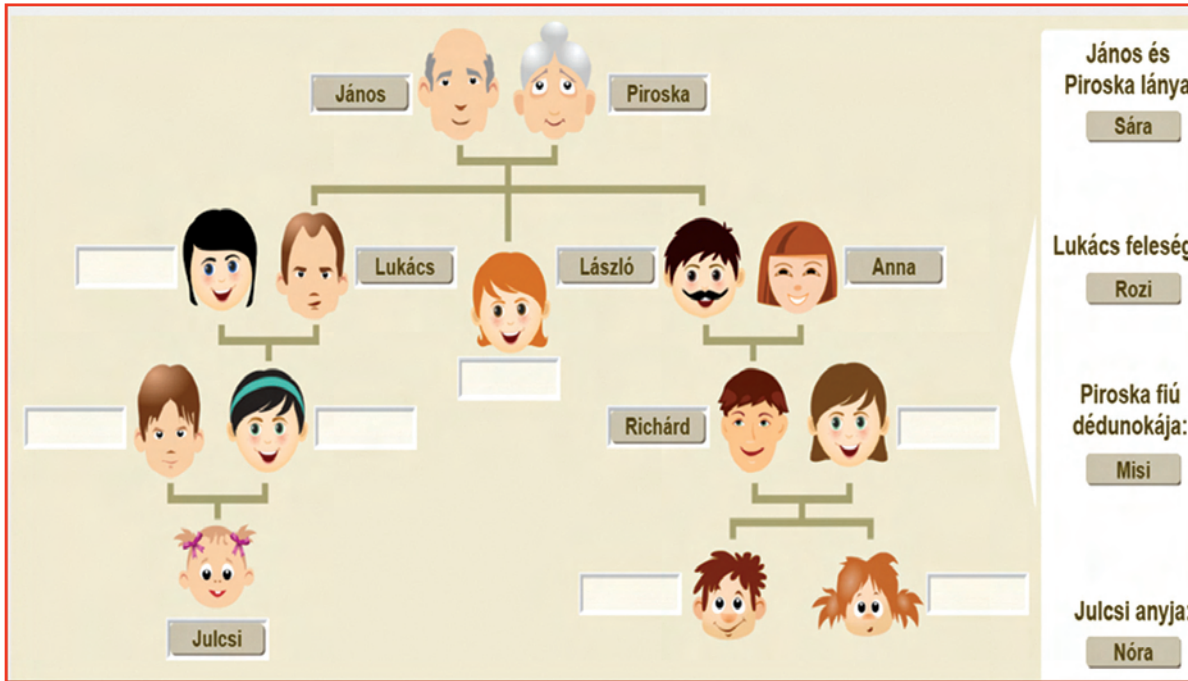 János
Piroska
Lukács
László
Anna
Richárd
Julcsi
János és
Piroska lánya
Sára
Lukács feleség
Rozi
Piroska fiú
dédunokája:
Misi
Julcsi anyja:
Nóra